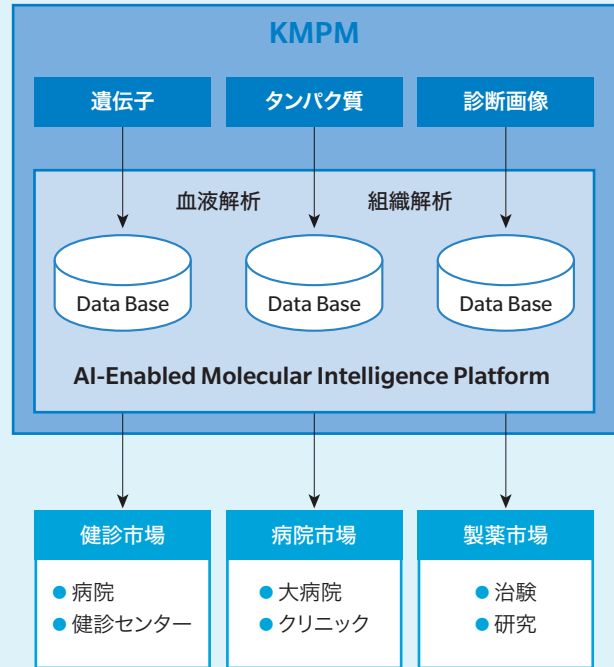 KMPM
遺伝子
タンパク質
診断画像
血液解析
組織解析
Data Base
Data Base
Data Base
AI-Enabled Molecular Intelligence Platform
健診市場
● 病院
● 健診センター
病院市場
● 大病院
● クリニック
製薬市場
● 治験
● 研究